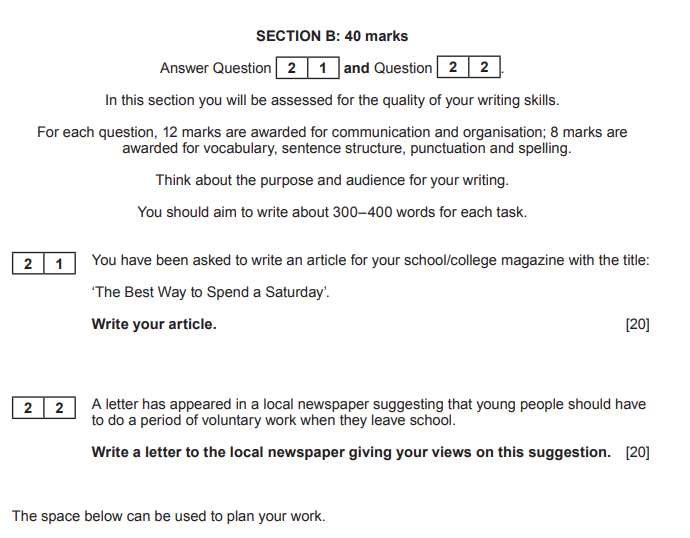 SECTION B: 40 marks
Answer Question 2 1 and Question 2 2 .
In this section you will be assessed for the quality of your writing skills.
For each question, 12 marks are awarded for communication and organisation; 8 marks are
awarded for vocabulary, sentence structure, punctuation and spelling.
Think about the purpose and audience for your writing.
You should aim to write about 300–400 words for each task.
2 1 You have been asked to write an article for your school/college magazine with the title:
‘The Best Way to Spend a Saturday’.
Write your article. [20]
2 2 A letter has appeared in a local newspaper suggesting that young people should have
to do a period of voluntary work when they leave school.
Write a letter to the local newspaper giving your views on this suggestion. [20]
The space below can be used to plan your work.